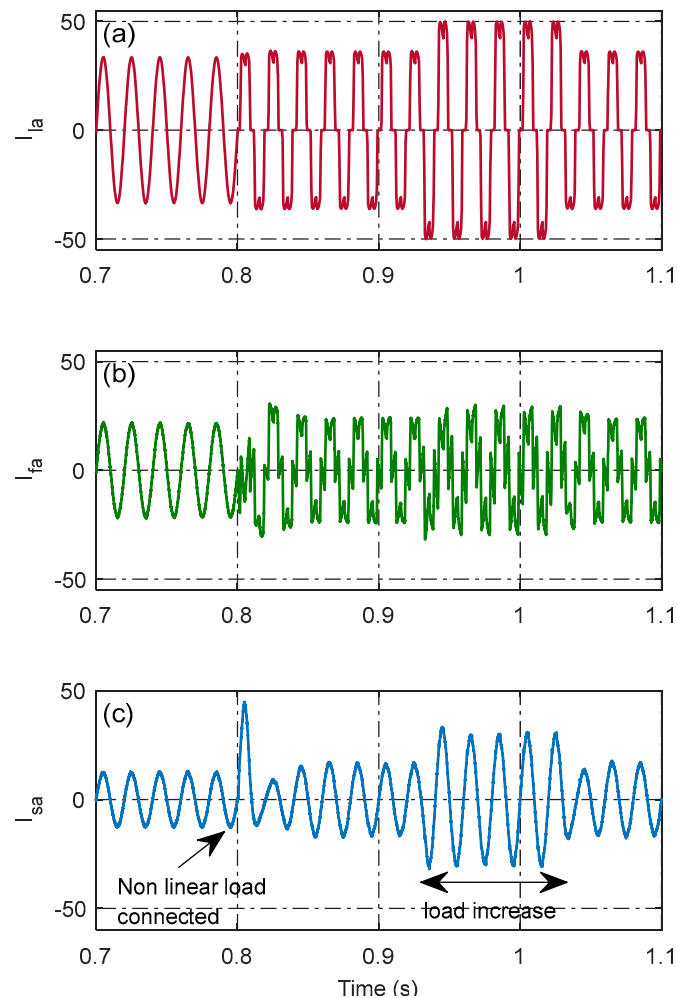 50
(a)
I_la
0
-50
0.7 0.8 0.9 1 1.1
50
(b)
I_fa
0
-50
0.7 0.8 0.9 1 1.1
50
(c)
I_sa
0
Non linear load
connected
load increase
-50
0.7 0.8 0.9 1 1.1
Time (s)